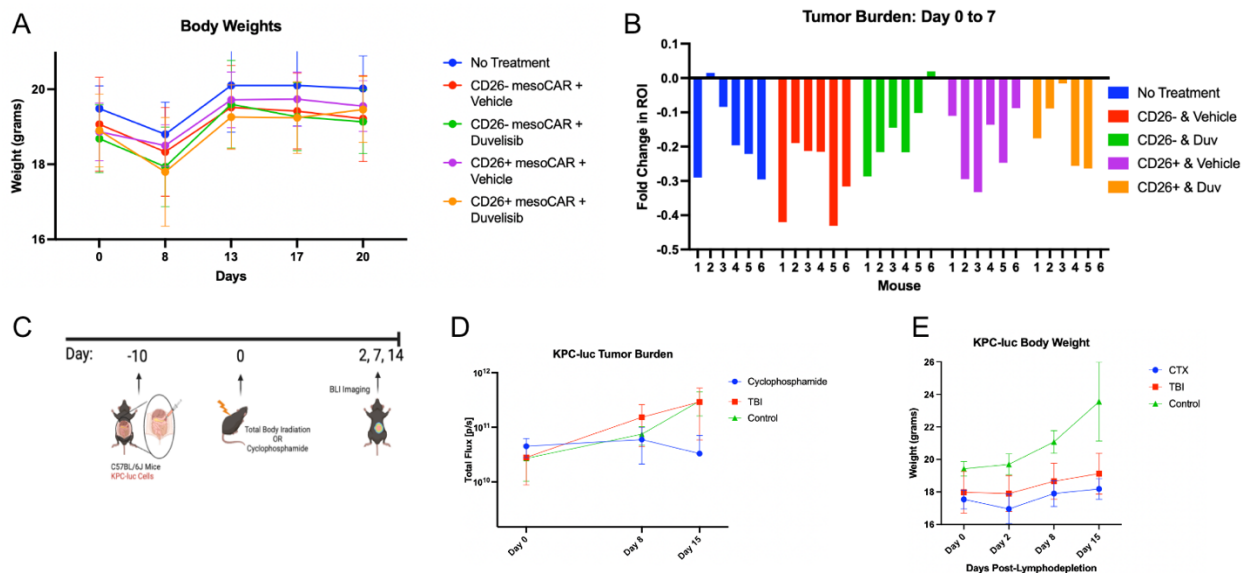 A
Body Weights
Weight (grams)
20
18
16
0
8
13
17
20
Days
No Treatment
CD26- mesoCAR +
Vehicle
CD26- mesoCAR +
Duvelisib
CD26+ mesoCAR +
Vehicle
CD26+ mesoCAR +
Duvelisib
B
Tumor Burden: Day 0 to 7
Fold Change in ROI
0.1
0.0
-0.1
-0.2
-0.3
-0.4
-0.5
1 2 3 4 5 6 1 2 3 4 5 6 1 2 3 4 5 6 1 2 3 4 5 6 1 2 3 4 5 6
Mouse
No Treatment
CD26- & Vehicle
CD26- & Duv
CD26+ & Vehicle
CD26+ & Duv
C
Day: -10 0 2, 7, 14
BLI Imaging
Total Body Irradiation
OR
Cyclophosphamide
C57BL/6J Mice
KPC-luc Cells
D
KPC-luc Tumor Burden
Total Flux [p/s]
10¹²
10¹¹
10¹⁰
Day 0
Day 8
Day 15
Cyclophosphamide
TBI
Control
E
KPC-luc Body Weight
Weight (grams)
26
24
22
20
18
16
Day 0
Day 2
Day 8
Day 15
Days Post-Lymphodepletion
CTX
TBI
Control